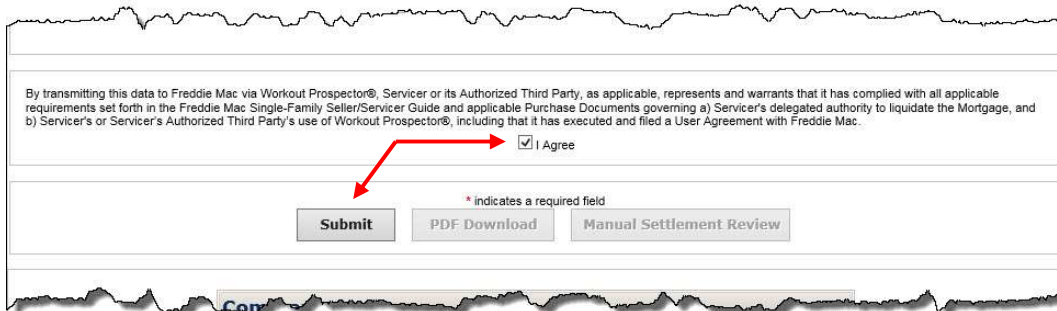 By transmitting this data to Freddie Mac via Workout Prospector®, Servicer or its Authorized Third Party, as applicable, represents and warrants that it has complied with all applicable
requirements set forth in the Freddie Mac Single-Family Seller/Servicer Guide and applicable Purchase Documents governing a) Servicer's delegated authority to liquidate the Mortgage, and
b) Servicer's or Servicer's Authorized Third Party's use of Workout Prospector®, including that it has executed and filed a User Agreement with Freddie Mac.
I Agree
* indicates a required field
Submit PDF Download Manual Settlement Review